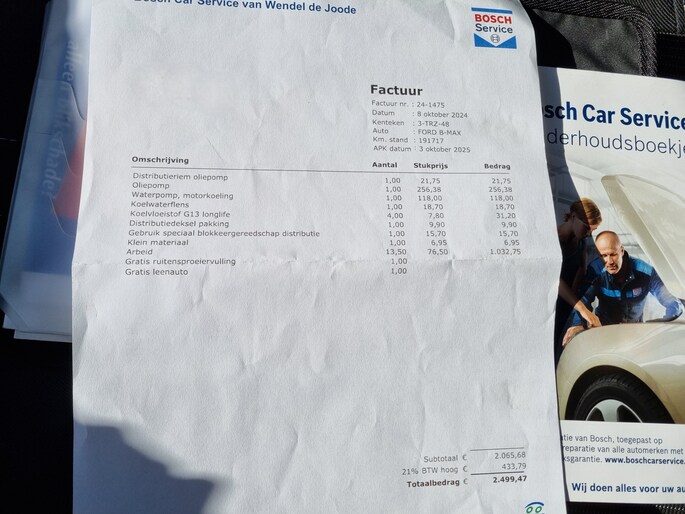 Car Service van Wendel de Joode
BOSCH
Service
Factuur
Factuur nr. : 24-1475
Datum : 8 oktober 2024
Kenteken : 3-TRZ-48
Auto : FORD B-MAX
Km. stand : 191717
APK datum : 3 oktober 2025
Omschrijving Aantal Stukprijs Bedrag
Distributieriem oliepomp 1,00 21,75 21,75
Oliepomp 1,00 256,38 256,38
Waterpomp, motorkoeling 1,00 118,00 118,00
Koelwaterflens 1,00 18,70 18,70
Koelvloeistof G13 longlife 4,00 7,80 31,20
Distributiedeksel pakking 1,00 9,90 9,90
Gebruik speciaal blokkeergereedschap distributie 1,00 15,70 15,70
Klein materiaal 1,00 6,95 6,95
Arbeid 13,50 76,50 1.032,75
Gratis ruitensproeiervulling 1,00
Gratis leenauto 1,00
Subtotaal € 2.065,68
21% BTW hoog € 433,79
Totaalbedrag € 2.499,47
sch Car Service
derhoudsboekje
tie van Bosch, toegepast op
reparatie van alle automerken met
ksgarantie. www.boschcarservice.
Wij doen alles voor uw au